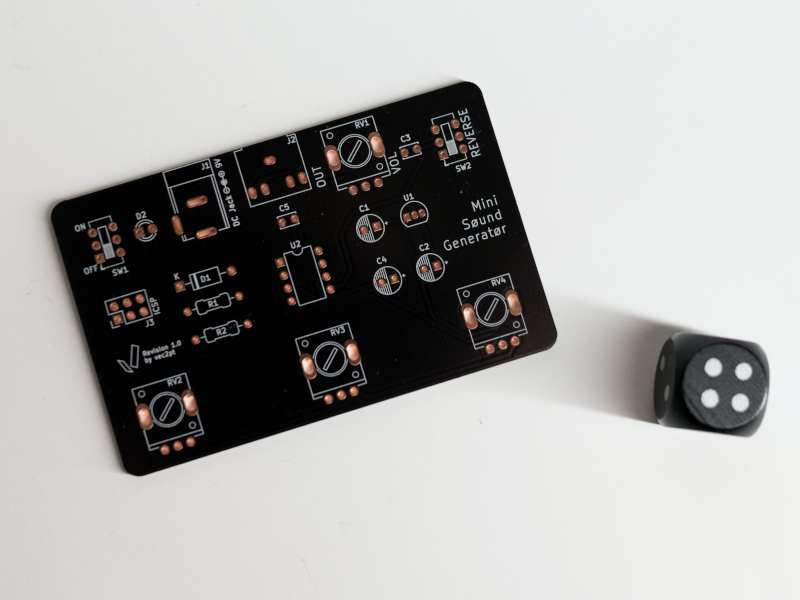 RV1
C3
REVERSE
SW2
J2
OUT
VOL
J1
DC Jack 9V
ON
OFF
SW1
D2
C5
C1
U1
Mini
Søund
Generatør
U2
C4
C2
K
D1
R1
R2
J3
ICSP
RV4
RV3
RV2
Revision 1.0
by vec2pt